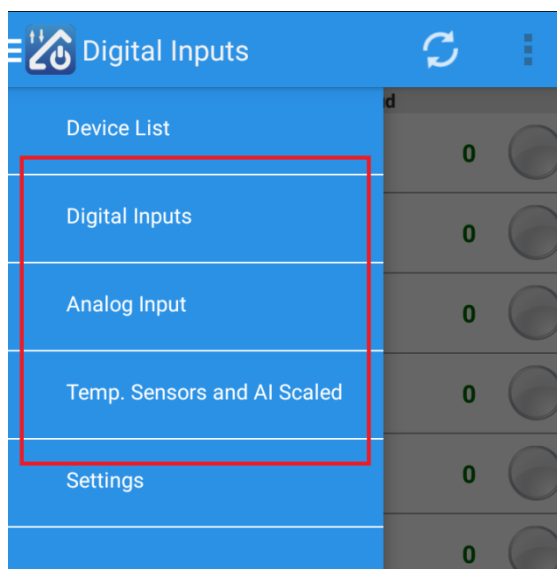 Digital Inputs
d
Device List
0
Digital Inputs
0
Analog Input
0
Temp. Sensors and AI Scaled
0
Settings
0
0